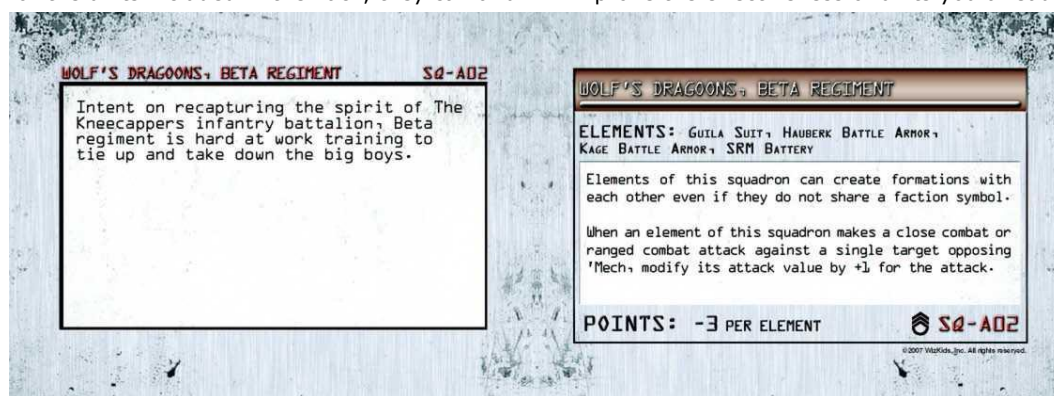 WOLF'S DRAGOONS, BETA REGIMENT SQ-A02
Intent on recapturing the spirit of The
Kneecappers infantry battalion, Beta
regiment is hard at work training to
tie up and take down the big boys.
WOLF'S DRAGOONS, BETA REGIMENT
ELEMENTS: GUILA SUIT, HAUBERK BATTLE ARMOR,
KAGE BATTLE ARMOR, SRM BATTERY
Elements of this squadron can create formations with
each other even if they do not share a faction symbol.
When an element of this squadron makes a close combat or
ranged combat attack against a single target opposing
'Mech, modify its attack value by +1 for the attack.
POINTS: -3 PER ELEMENT SQ-A02
©2007 WizKids, Inc. All rights reserved.